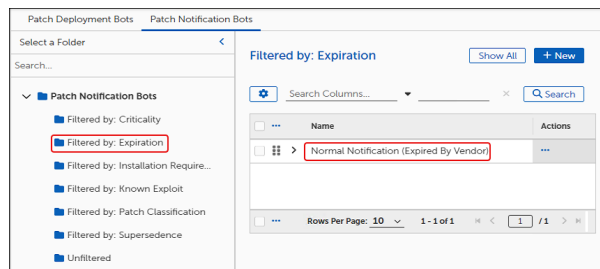 Patch Deployment Bots Patch Notification Bots
Select a Folder
Search...
Patch Notification Bots
Filtered by: Criticality
Filtered by: Expiration
Filtered by: Installation Require...
Filtered by: Known Exploit
Filtered by: Patch Classification
Filtered by: Supersedence
Unfiltered
Filtered by: Expiration Show All + New
Search Columns... Search
Name Actions
Normal Notification (Expired By Vendor)
Rows Per Page: 10 1 - 1 of 1 1 / 1